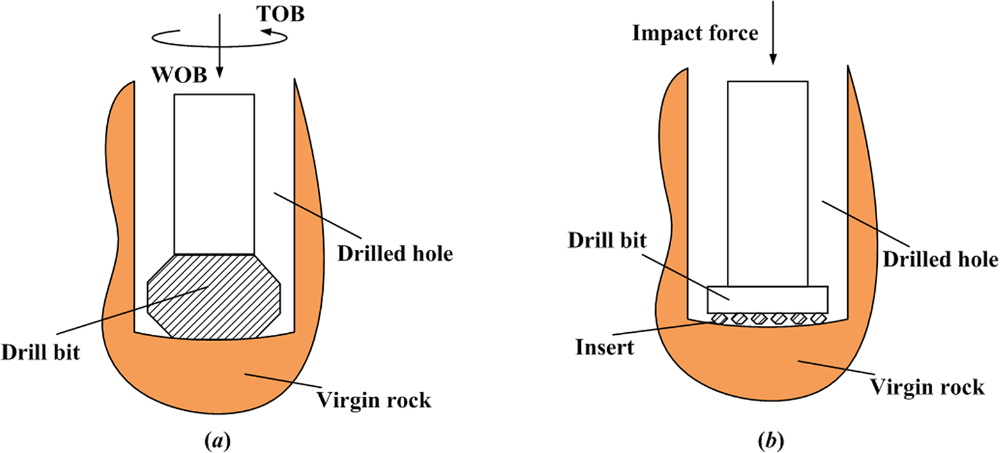 TOB
WOB
Drilled hole
Drill bit
Virgin rock
(a)
Impact force
Drill bit
Drilled hole
Insert
Virgin rock
(b)